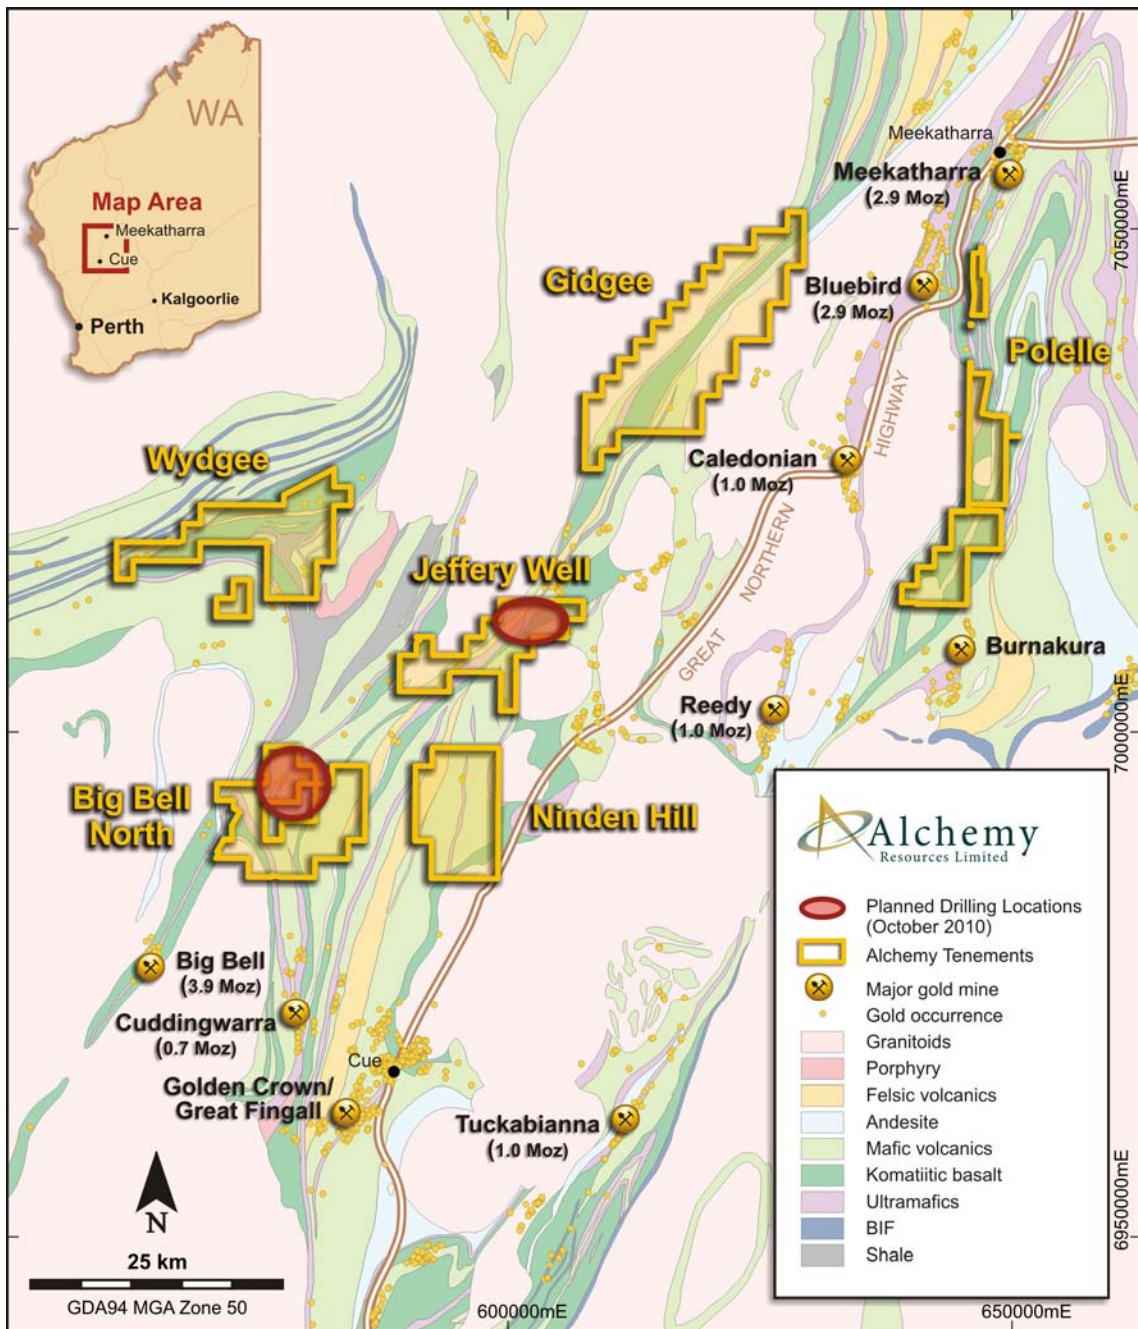 WA
Map Area
Meekatharra
Cue
Kalgoorlie
Perth
Meekatharra
Meekatharra
(2.9 Moz)
7050000mE
Gidgee
Bluebird
(2.9 Moz)
Polelle
HIGHWAY
Wydgee
Caledonian
(1.0 Moz)
NORTHERN
Jeffery Well
GREAT
Burnakura
Reedy
(1.0 Moz)
7000000mE
Big Bell
North
Ninden Hill
Big Bell
(3.9 Moz)
Cuddingwarra
(0.7 Moz)
Cue
Golden Crown/
Great Fingall
Tuckabianna
(1.0 Moz)
Alchemy
Resources Limited
Planned Drilling Locations
(October 2010)
Alchemy Tenements
Major gold mine
Gold occurrence
Granitoids
Porphyry
Felsic volcanics
Andesite
Mafic volcanics
Komatiitic basalt
Ultramafics
BIF
Shale
6950000mE
N
25 km
GDA94 MGA Zone 50
600000mE
650000mE